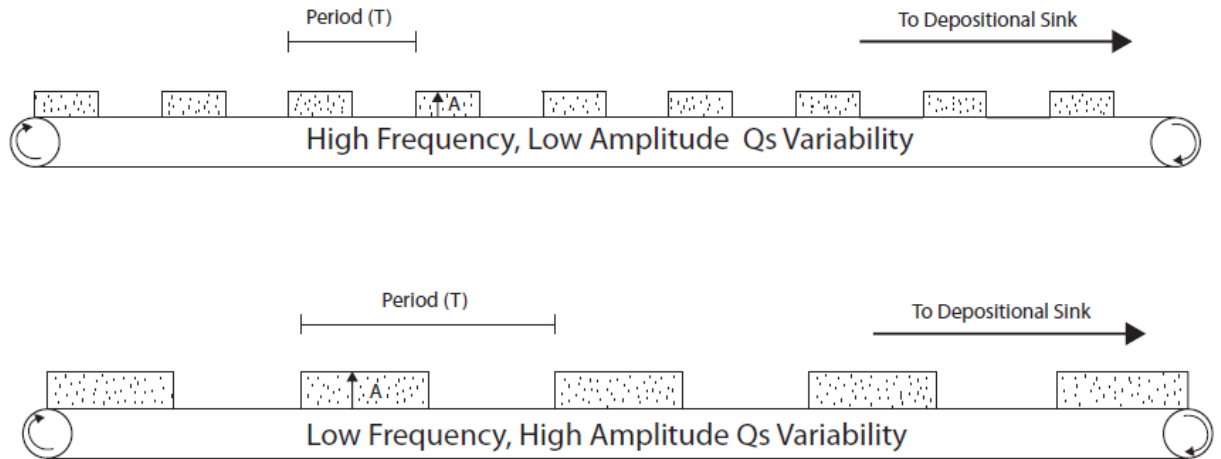 Period (T)
To Depositional Sink
A
High Frequency, Low Amplitude Qs Variability
Period (T)
To Depositional Sink
A
Low Frequency, High Amplitude Qs Variability